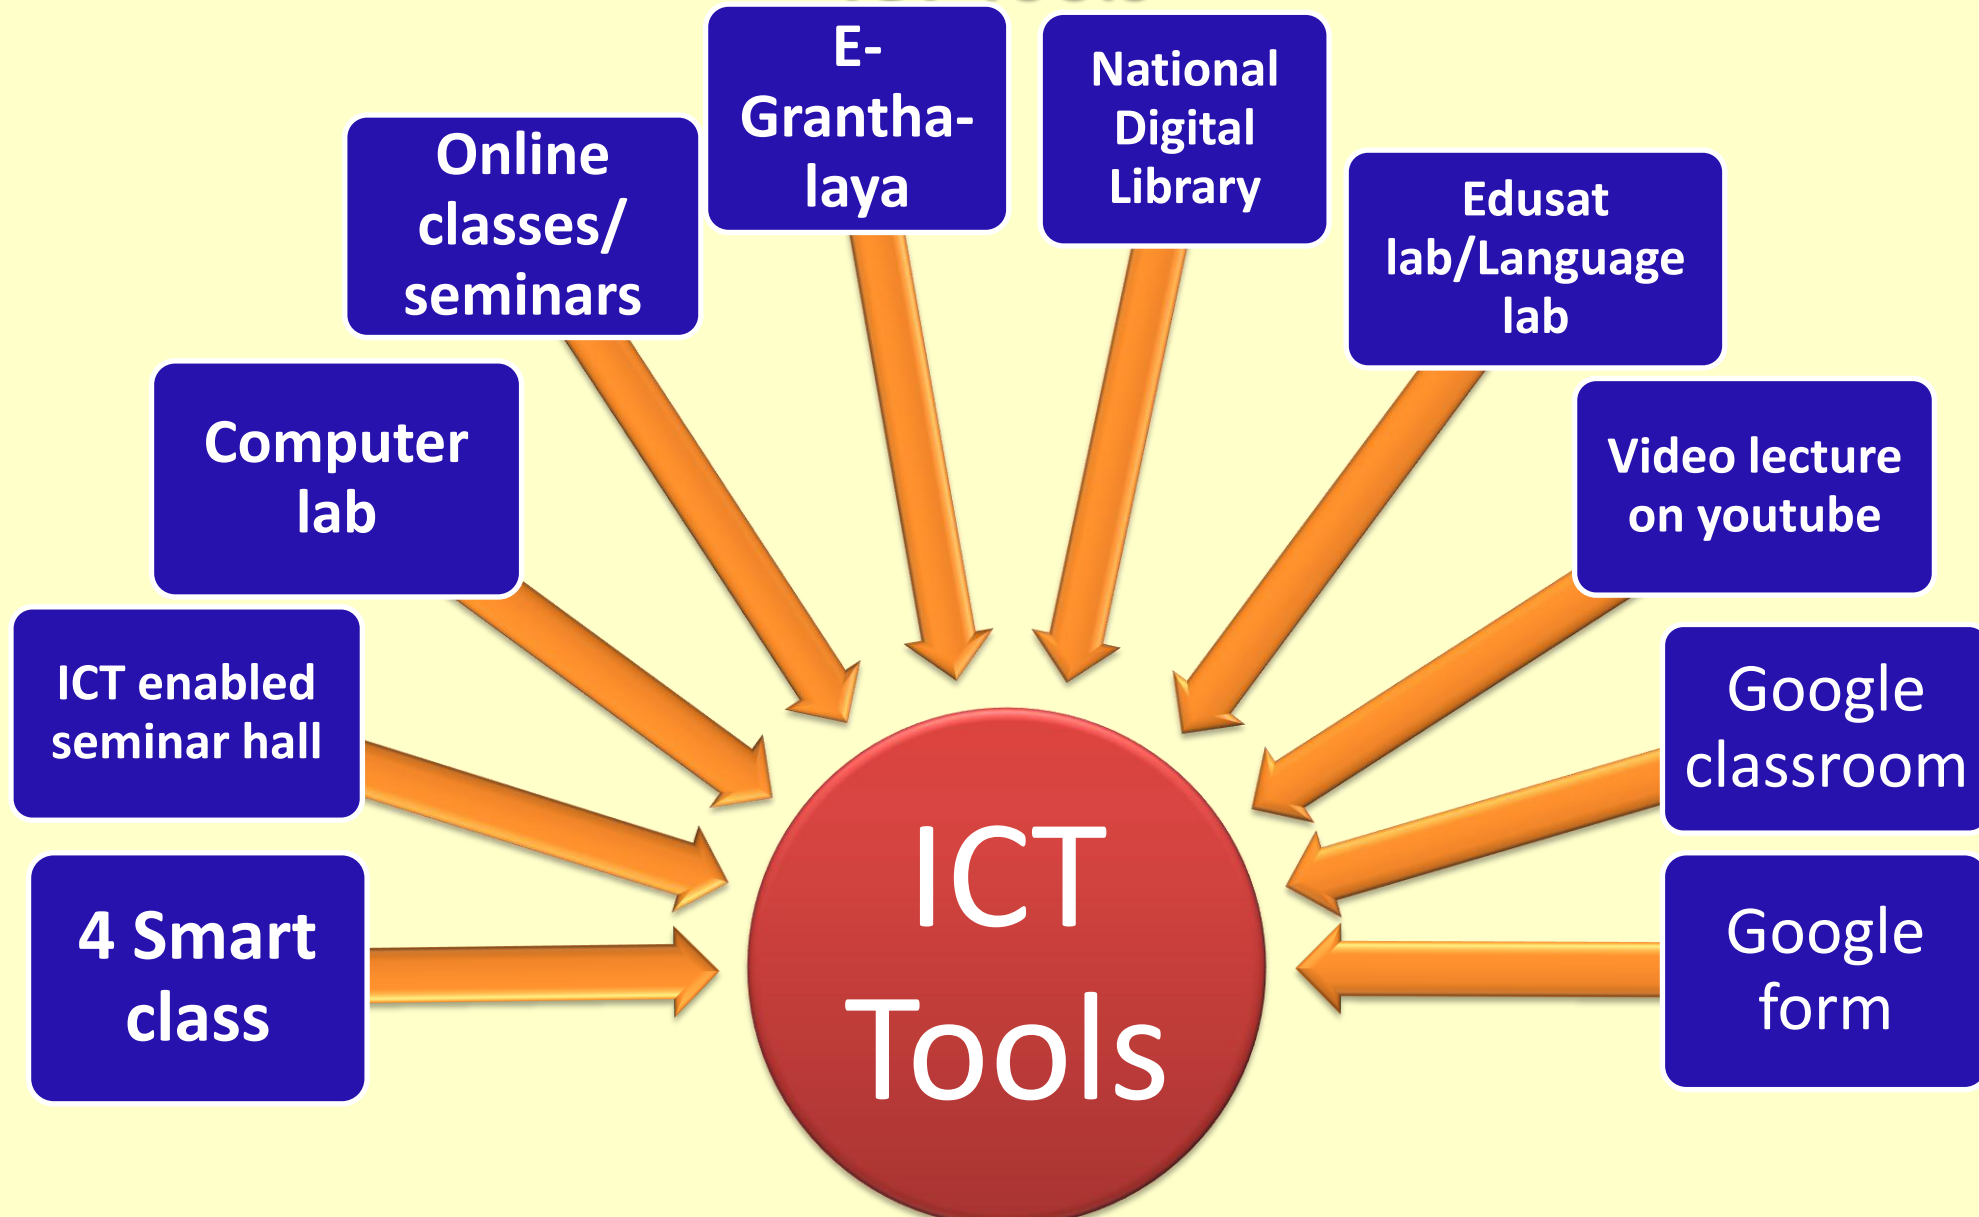 E-
Grantha-
laya
National
Digital
Library
Online
classes/
seminars
Edusat
lab/Language
lab
Computer
lab
Video lecture
on youtube
ICT enabled
seminar hall
Google
classroom
4 Smart
class
Google
form
ICT
Tools